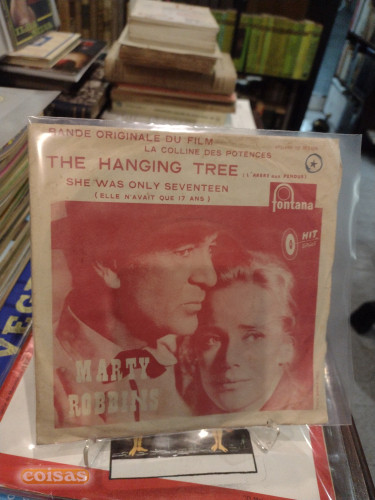 BANDE ORIGINALE DU FILM
LA COLLINE DES POTENCES
THE HANGING TREE
SHE WAS ONLY SEVENTEEN
(ELLE N'AVAIT QUE 17 ANS)
fontana
HIT
MARTY
ROBBINS
coisas